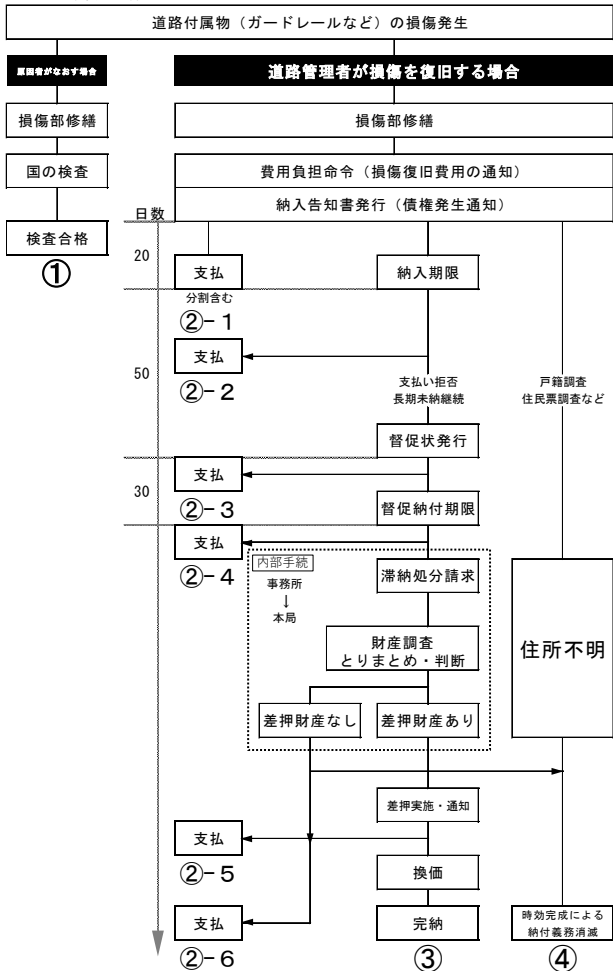 道路付属物（ガードレールなど）の損傷発生
原因者がなおす場合
道路管理者が損傷を復旧する場合
損傷部修繕
損傷部修繕
国の検査
費用負担命令（損傷復旧費用の通知）
納入告知書発行（債権発生通知）
日数
検査合格
①
20
支払
納入期限
分割含む
②-1
支払
②-2
50
支払い拒否
長期未納継続
戸籍調査
住民票調査など
督促状発行
支払
②-3
30
督促納付期限
支払
②-4
内部手続
事務所
↓
本局
滞納処分請求
財産調査
とりまとめ・判断
住所不明
差押財産なし
差押財産あり
差押実施・通知
支払
②-5
換価
支払
②-6
完納
③
時効完成による
納付義務消滅
④